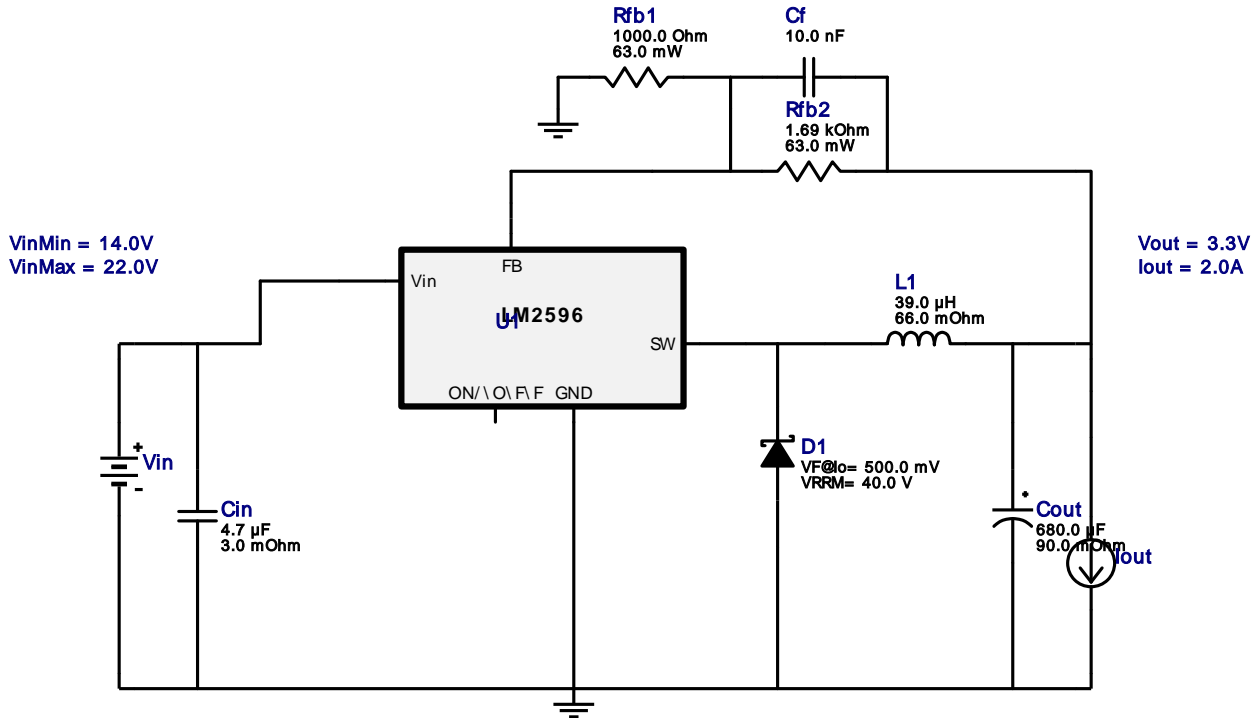 Rfb1
1000.0 Ohm
63.0 mW
Cf
10.0 nF
Rfb2
1.69 kOhm
63.0 mW
VinMin = 14.0V
VinMax = 22.0V
Vout = 3.3V
Iout = 2.0A
FB
Vin
LM2596
U1
SW
ON/ \ O\ F\ F GND
L1
39.0 µH
66.0 mOhm
+
Vin
-
D1
VF@Io= 500.0 mV
VRRM= 40.0 V
Cin
4.7 µF
3.0 mOhm
Cout
680.0 µF
90.0 mOhm
Iout